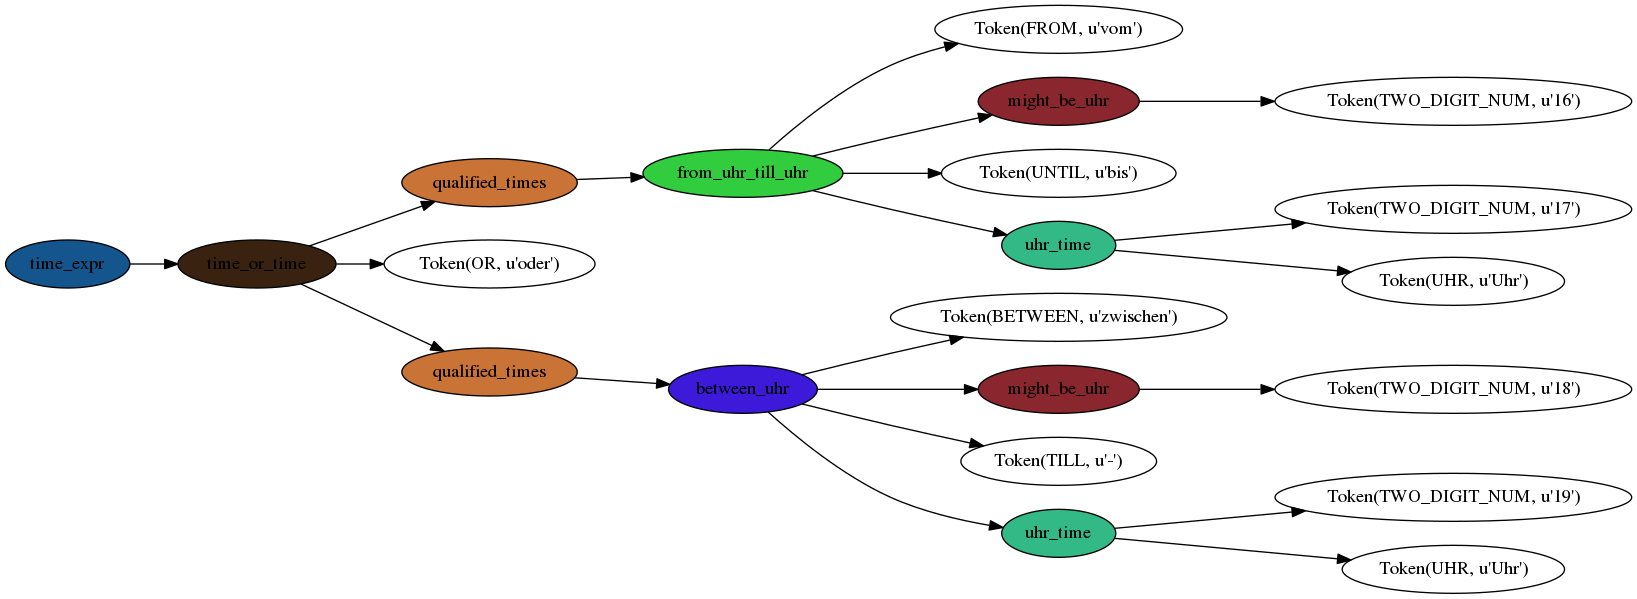 time_expr
time_or_time
qualified_times
from_uhr_till_uhr
Token(FROM, u'vom')
might_be_uhr
Token(TWO_DIGIT_NUM, u'16')
Token(UNTIL, u'bis')
uhr_time
Token(TWO_DIGIT_NUM, u'17')
Token(UHR, u'Uhr')
Token(OR, u'oder')
qualified_times
between_uhr
Token(BETWEEN, u'zwischen')
might_be_uhr
Token(TWO_DIGIT_NUM, u'18')
Token(TILL, u'-')
uhr_time
Token(TWO_DIGIT_NUM, u'19')
Token(UHR, u'Uhr')